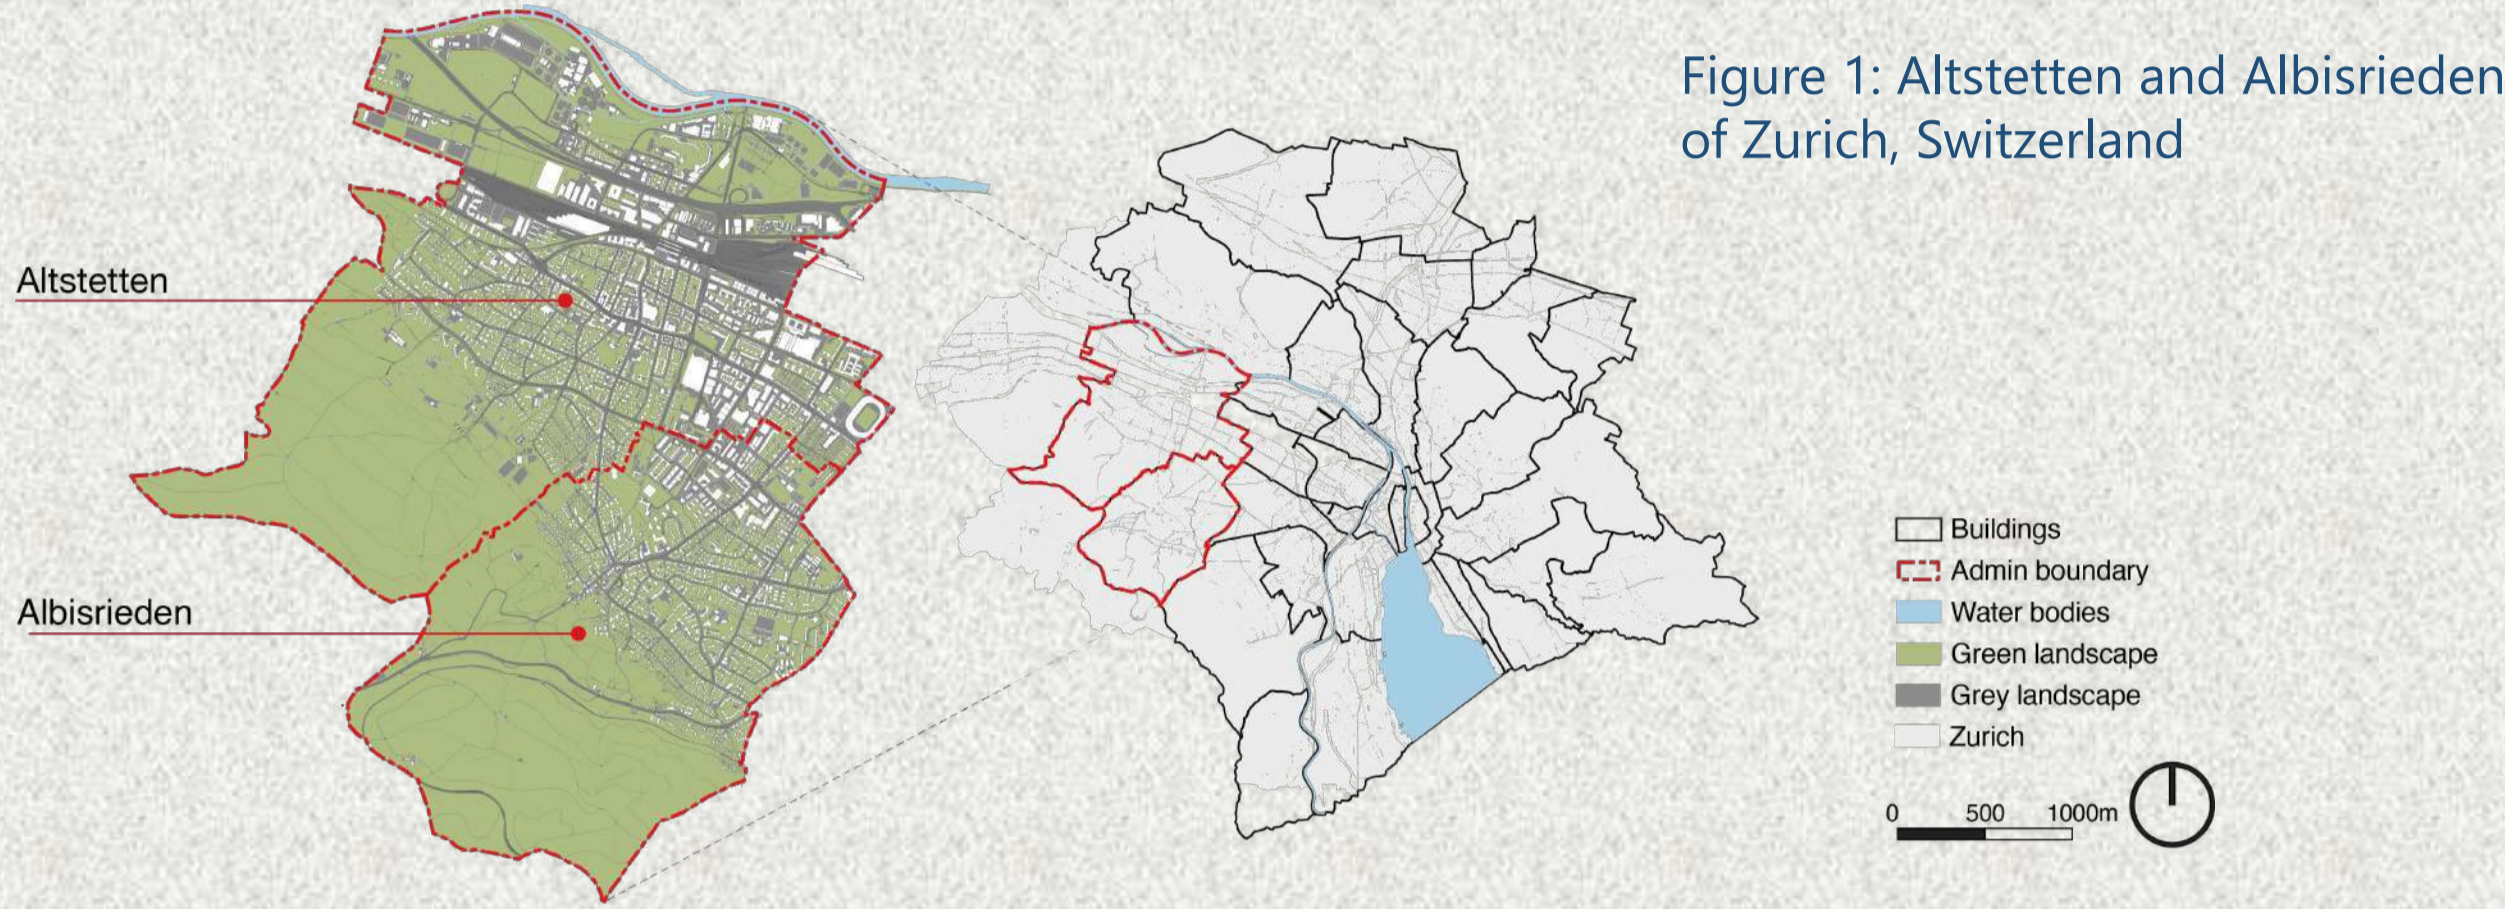 Figure 1: Altstetten and Albisrieden
of Zurich, Switzerland
Altstetten
Albisrieden
Buildings
Admin boundary
Water bodies
Green landscape
Grey landscape
Zurich
0 500 1000m